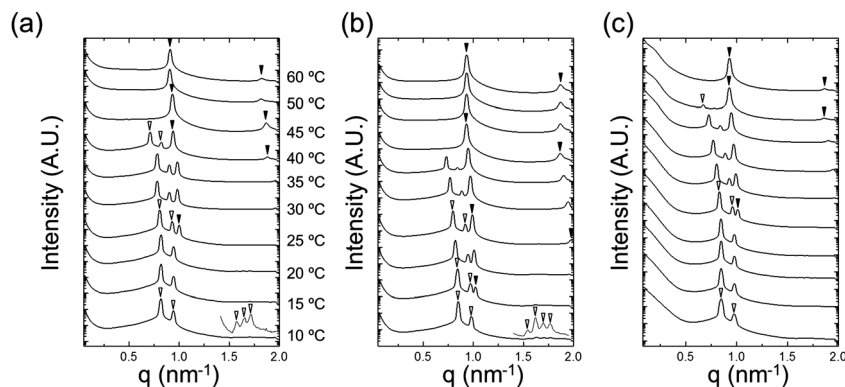 (a)
(b)
(c)
Intensity (A.U.)
60 ºC
50 ºC
45 ºC
40 ºC
35 ºC
30 ºC
25 ºC
20 ºC
15 ºC
10 ºC
0.5 1.0 1.5 2.0
q (nm⁻¹)
Intensity (A.U.)
0.5 1.0 1.5 2.0
q (nm⁻¹)
Intensity (A.U.)
0.5 1.0 1.5 2.0
q (nm⁻¹)